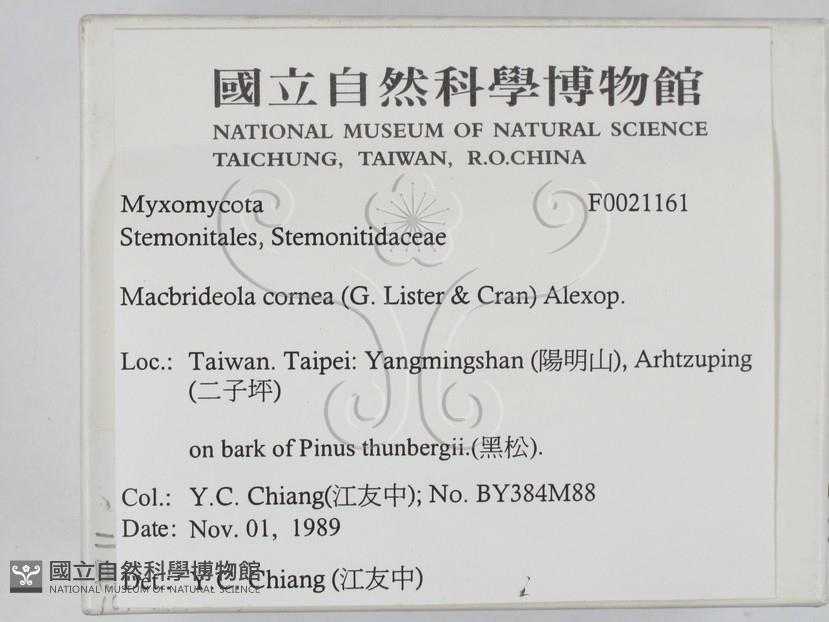 國立自然科學博物館
NATIONAL MUSEUM OF NATURAL SCIENCE
TAICHUNG, TAIWAN, R.O.CHINA
Myxomycota F0021161
Stemonitales, Stemonitidaceae
Macbrideola cornea (G. Lister & Cran) Alexop.
Loc.: Taiwan. Taipei: Yangmingshan (陽明山), Arhtzuping
(二子坪)
on bark of Pinus thunbergii.(黑松).
Col.: Y.C. Chiang(江友中); No. BY384M88
Date: Nov. 01, 1989
Det.: Y.C. Chiang (江友中)
國立自然科學博物館
NATIONAL MUSEUM OF NATURAL SCIENCE